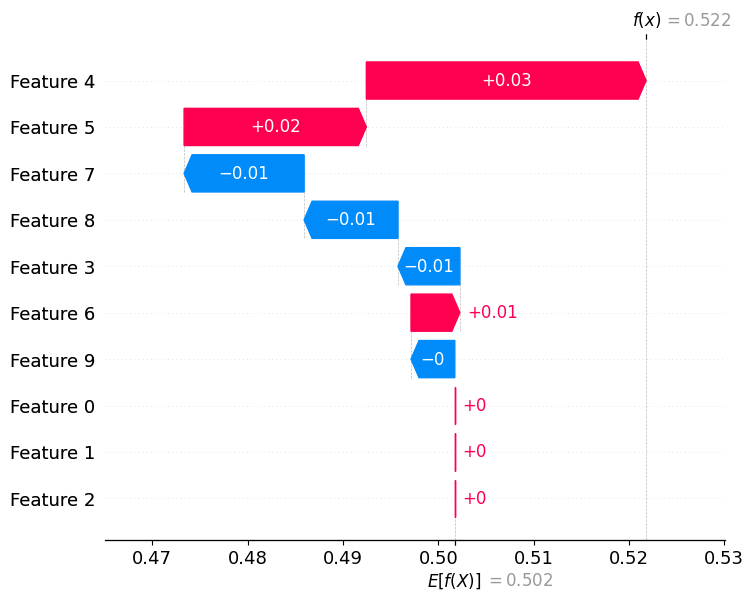 f(x) = 0.522
Feature 4 +0.03
Feature 5 +0.02
Feature 7 −0.01
Feature 8 −0.01
Feature 3 −0.01
Feature 6 +0.01
Feature 9 −0
Feature 0 +0
Feature 1 +0
Feature 2 +0
0.47 0.48 0.49 0.50 0.51 0.52 0.53
E[f(X)] = 0.502